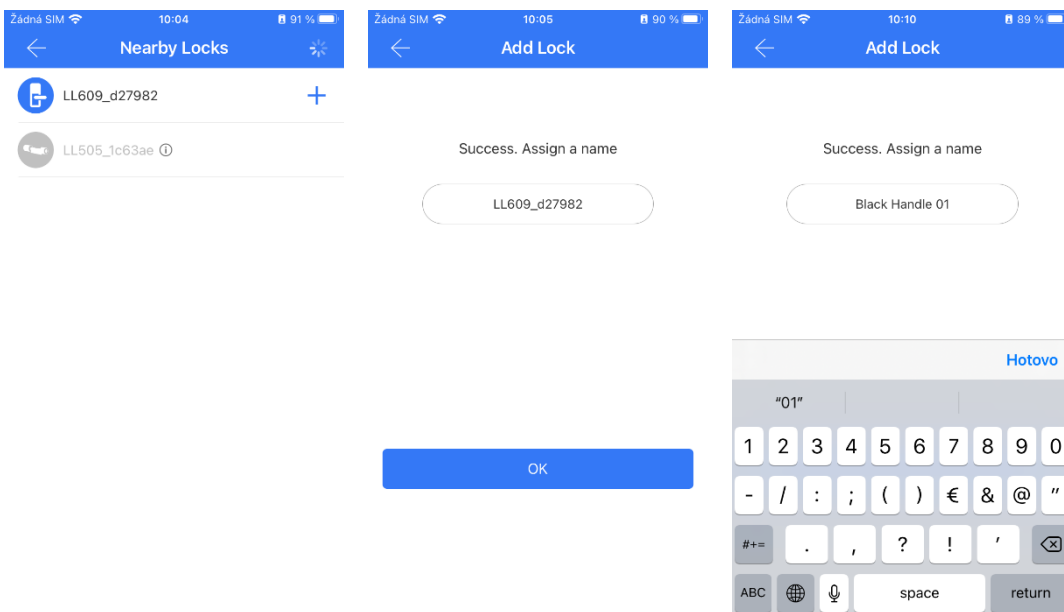 Žádná SIM 10:04 91 %
Nearby Locks
LL609_d27982
LL505_1c63ae
Žádná SIM 10:05 90 %
Add Lock
Success. Assign a name
LL609_d27982
OK
Žádná SIM 10:10 89 %
Add Lock
Success. Assign a name
Black Handle 01
Hotovo
“01”
1 2 3 4 5 6 7 8 9 0
- / : ; ( ) € & @ "
#+= . , ? ! ’
ABC space return